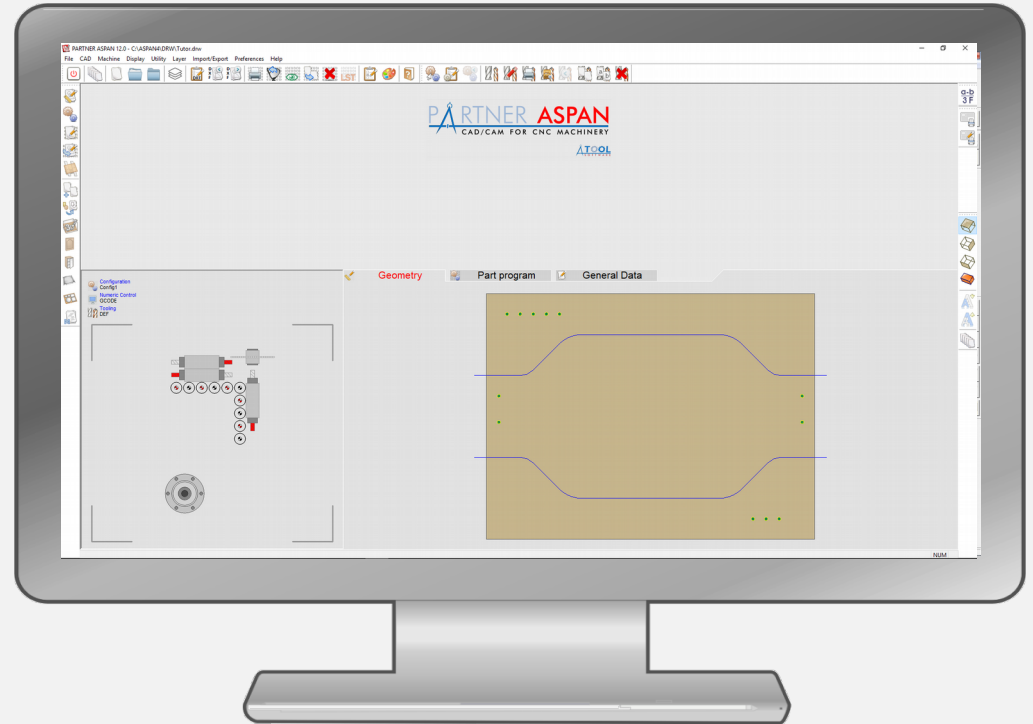 PARTNER ASPAN 12.0 - C:\ASPAN4\DRW\Tutor.drw
File CAD Machine Display Utility Layer Import/Export Preferences Help
LST
a-b
3 F
PARTNER ASPAN
CAD/CAM FOR CNC MACHINERY
ATOOL
Geometry Part program General Data
Configuration
Config1
Numeric Control
GCODE
Tooling
DEF
NUM